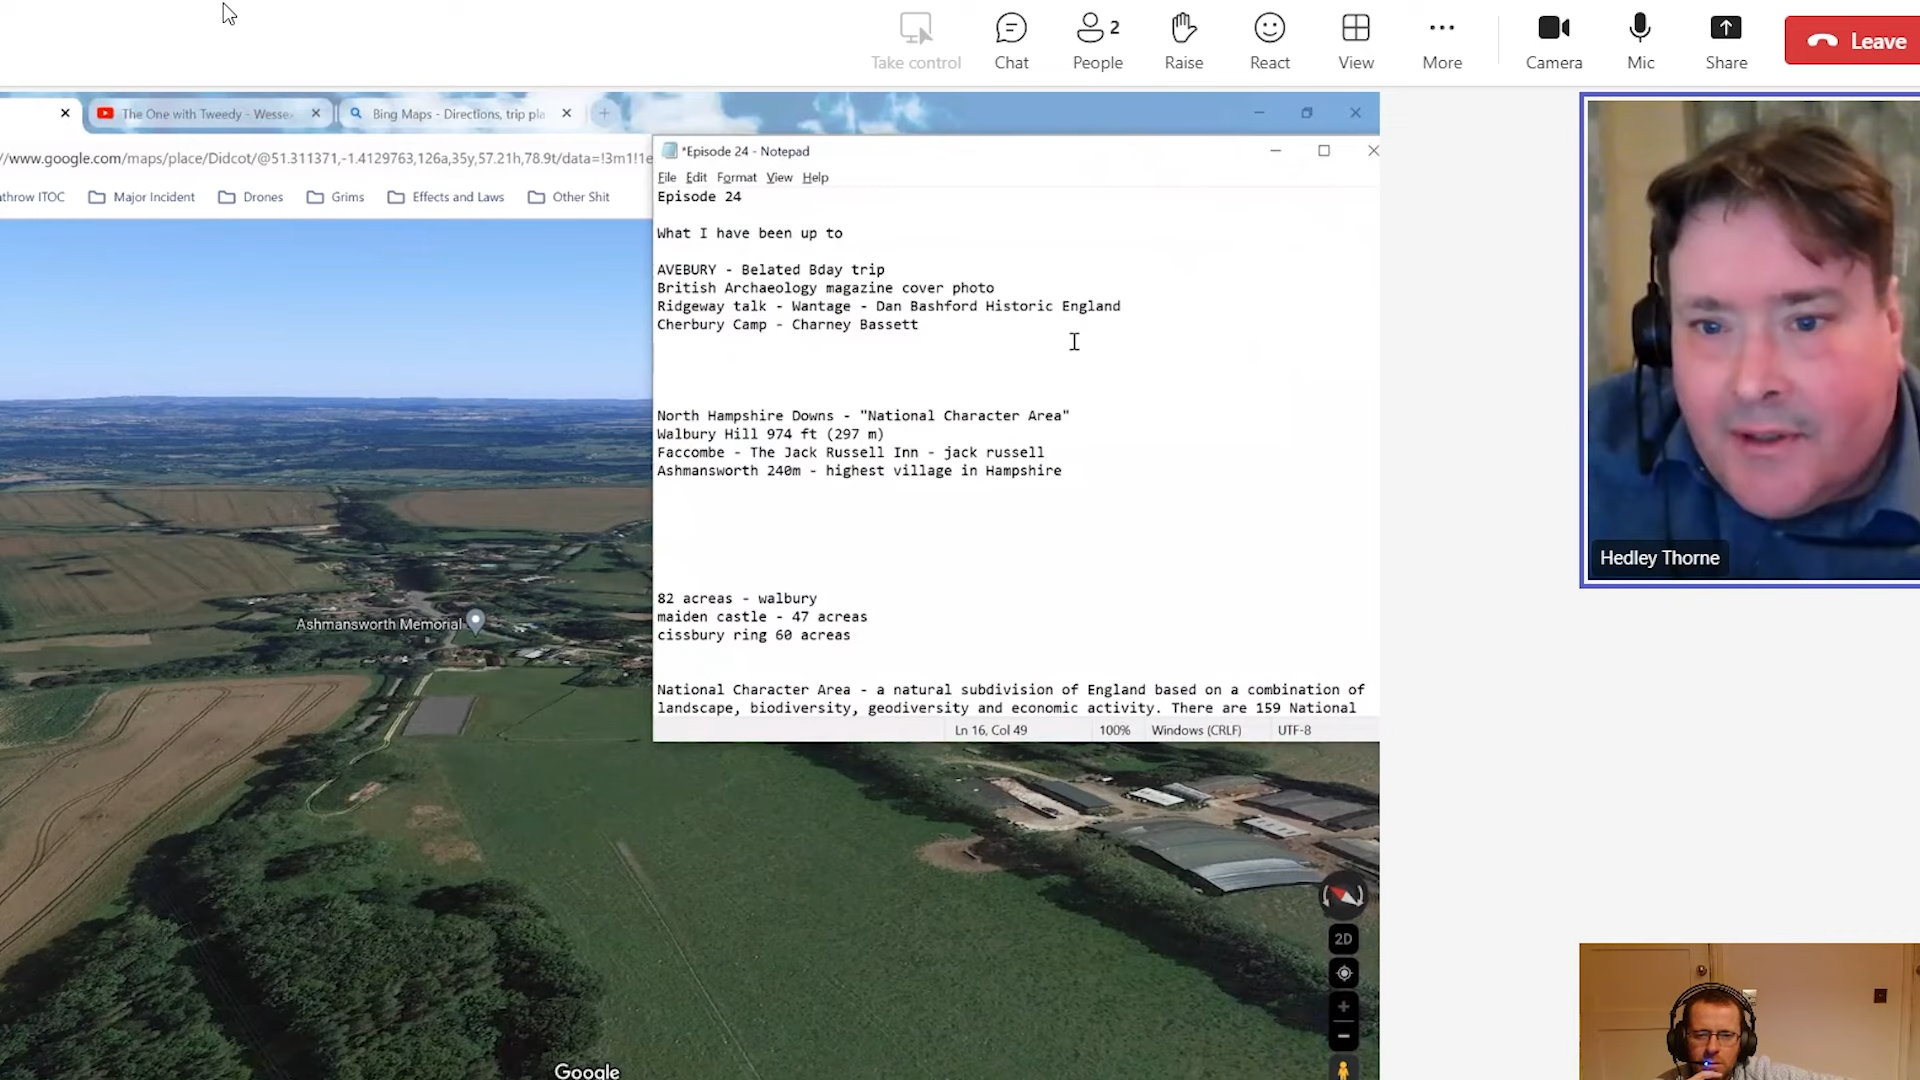 Take control
Chat
2
People
Raise
React
View
More
Camera
Mic
Share
Leave
The One with Tweedy - Wesse
Bing Maps - Directions, trip pla
//www.google.com/maps/place/Didcot/@51.311371,-1.4129763,126a,35y,57.21h,78.9t/data=!3m1!1e
throw ITOC
Major Incident
Drones
Grims
Effects and Laws
Other Shit
*Episode 24 - Notepad
File Edit Format View Help
Episode 24
What I have been up to
AVEBURY - Belated Bday trip
British Archaeology magazine cover photo
Ridgeway talk - Wantage - Dan Bashford Historic England
Cherbury Camp - Charney Bassett
North Hampshire Downs - "National Character Area"
Walbury Hill 974 ft (297 m)
Faccombe - The Jack Russell Inn - jack russell
Ashmansworth 240m - highest village in Hampshire
82 acreas - walbury
maiden castle - 47 acreas
cissbury ring 60 acreas
National Character Area - a natural subdivision of England based on a combination of
landscape, biodiversity, geodiversity and economic activity. There are 159 National
Ln 16, Col 49
100%
Windows (CRLF)
UTF-8
Ashmansworth Memorial
2D
Google
Hedley Thorne